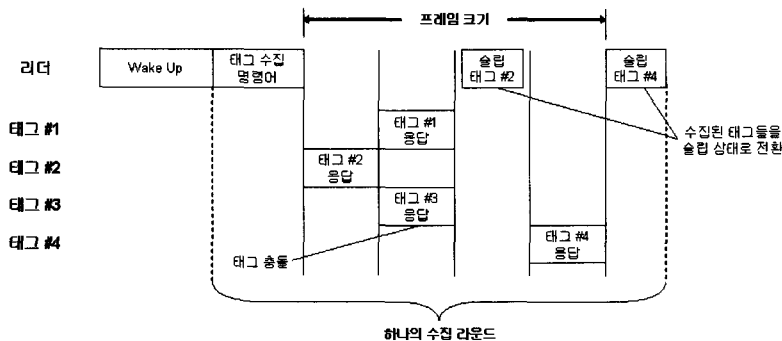 프레임 크기
리더
Wake Up
태그 수집
명령어
슬립
태그 #2
슬립
태그 #4
태그 #1
태그 #1
응답
수집된 태그들을
슬립 상태로 전환
태그 #2
태그 #2
응답
태그 #3
태그 #3
응답
태그 #4
태그 #4
응답
태그 충돌
하나의 수집 라운드